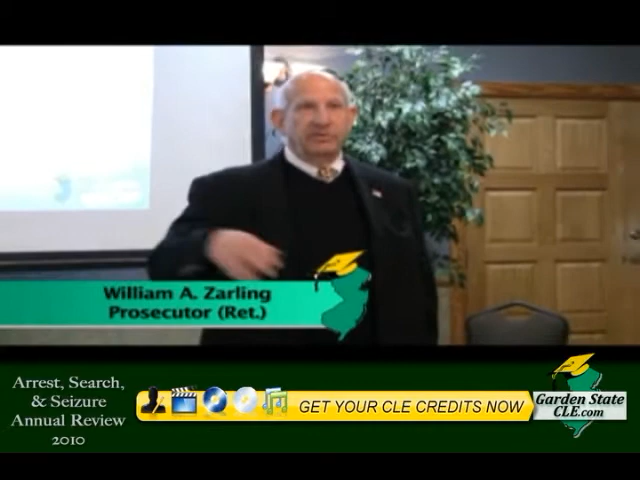 William A. Zarling
Prosecutor (Ret.)
Arrest, Search,
& Seizure
Annual Review
2010
GET YOUR CLE CREDITS NOW
Garden State
CLE.com